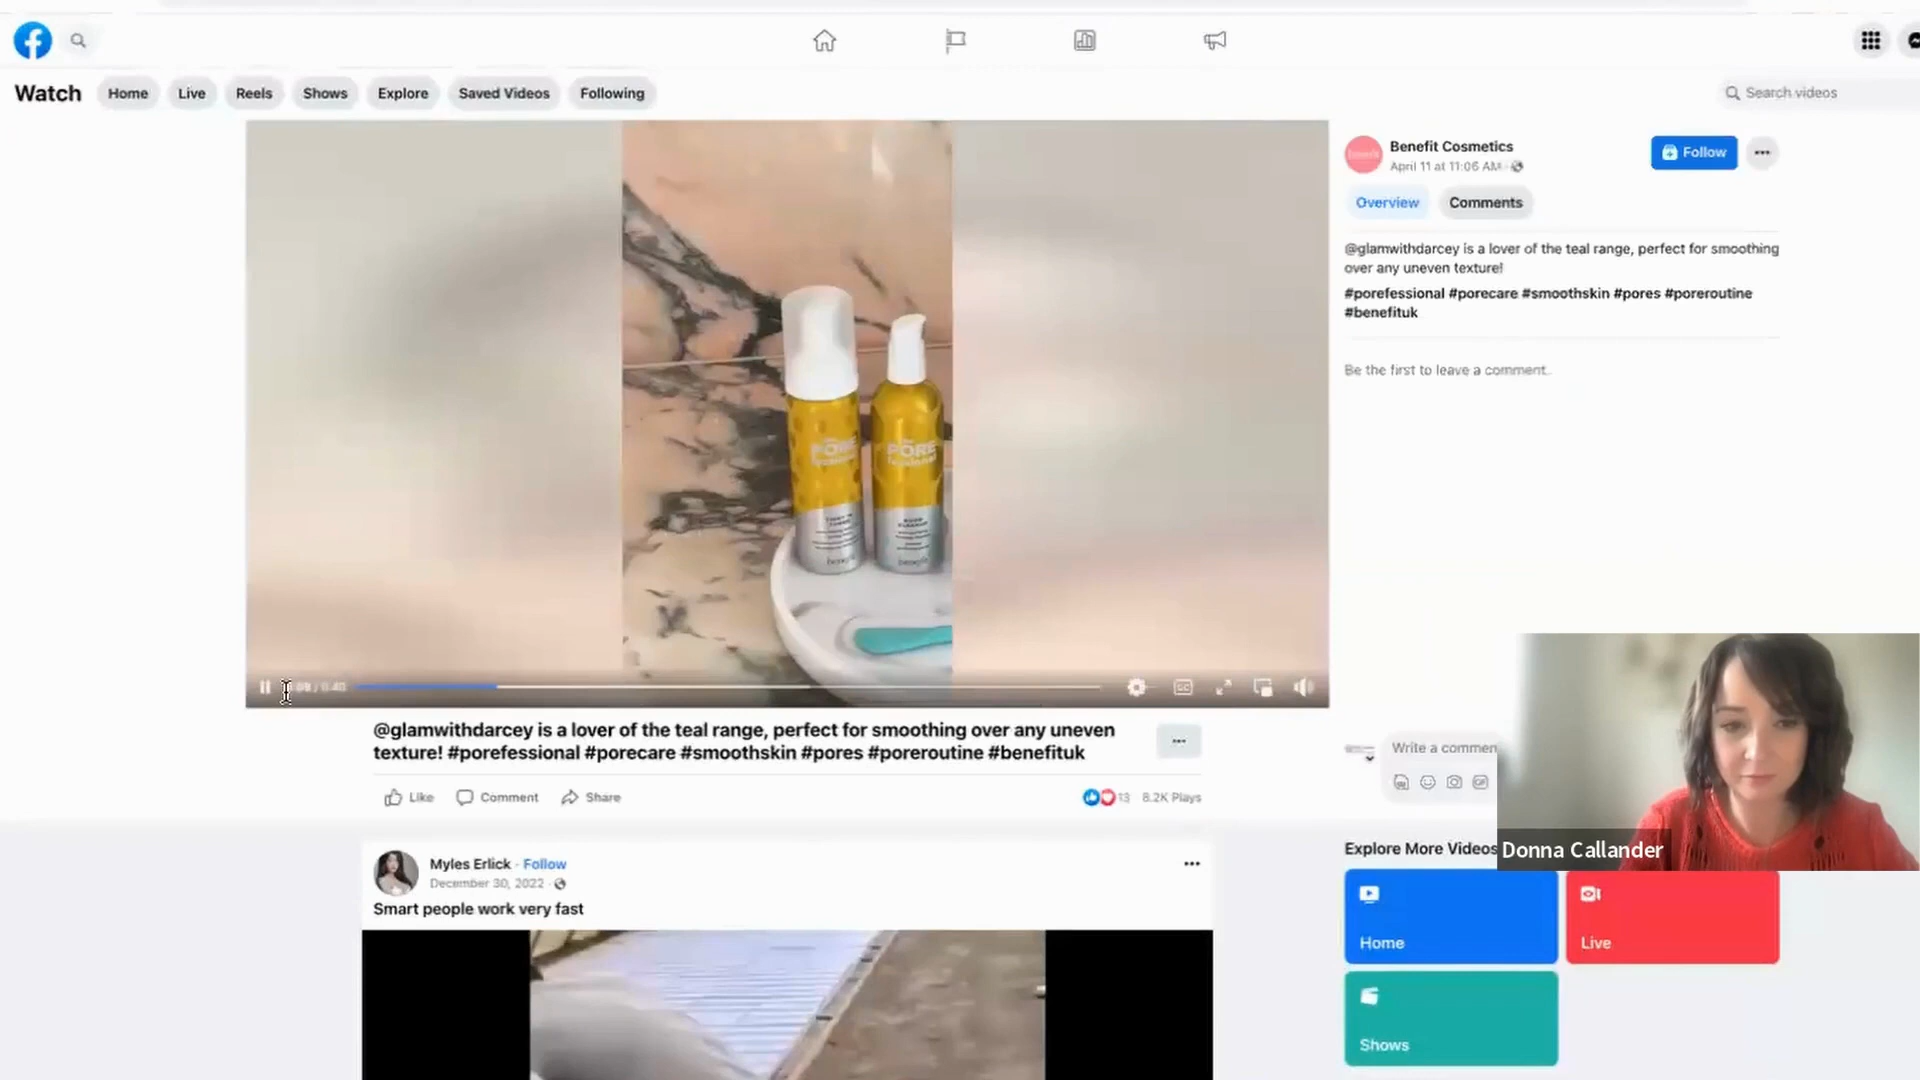 Watch
Home
Live
Reels
Shows
Explore
Saved Videos
Following
Search videos
PORE
PORE
Benefit Cosmetics
April 11 at 11:06 AM ·
Follow
Overview
Comments
@glamwithdarcey is a lover of the teal range, perfect for smoothing
over any uneven texture!
#porefessional #porecare #smoothskin #pores #poreroutine
#benefituk
Be the first to leave a comment.
@glamwithdarcey is a lover of the teal range, perfect for smoothing over any uneven
texture! #porefessional #porecare #smoothskin #pores #poreroutine #benefituk
Like
Comment
Share
13
8.2K Plays
Write a commen
Donna Callander
Myles Erlick · Follow
December 30, 2022 ·
Smart people work very fast
Explore More Videos
Home
Live
Shows